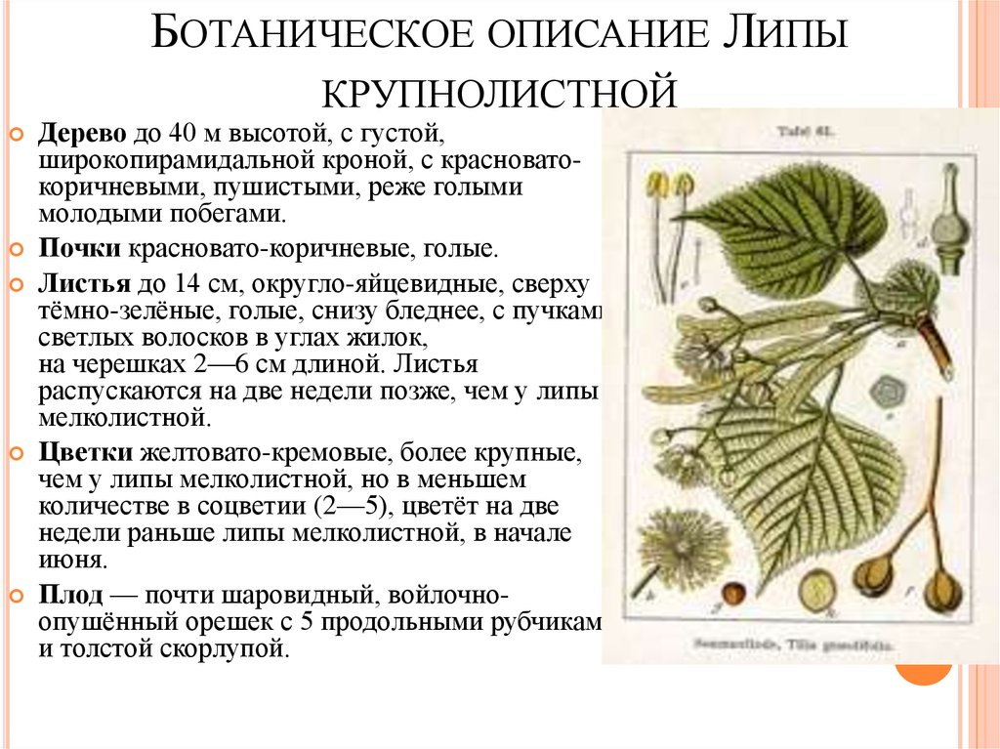 Ботаническое описание Липы
крупнолистной
Дерево до 40 м высотой, с густой,
широкопирамидальной кроной, с красновато-
коричневыми, пушистыми, реже голыми
молодыми побегами.
Почки красновато-коричневые, голые.
Листья до 14 см, округло-яйцевидные, сверху
тёмно-зелёные, голые, снизу бледнее, с пучками
светлых волосков в углах жилок,
на черешках 2—6 см длиной. Листья
распускаются на две недели позже, чем у липы
мелколистной.
Цветки желтовато-кремовые, более крупные,
чем у липы мелколистной, но в меньшем
количестве в соцветии (2—5), цветёт на две
недели раньше липы мелколистной, в начале
июня.
Плод — почти шаровидный, войлочно-
опушённый орешек с 5 продольными рубчикам
и толстой скорлупой.
Tafel 61.
Sommerlinde, Tilia grandifolia.